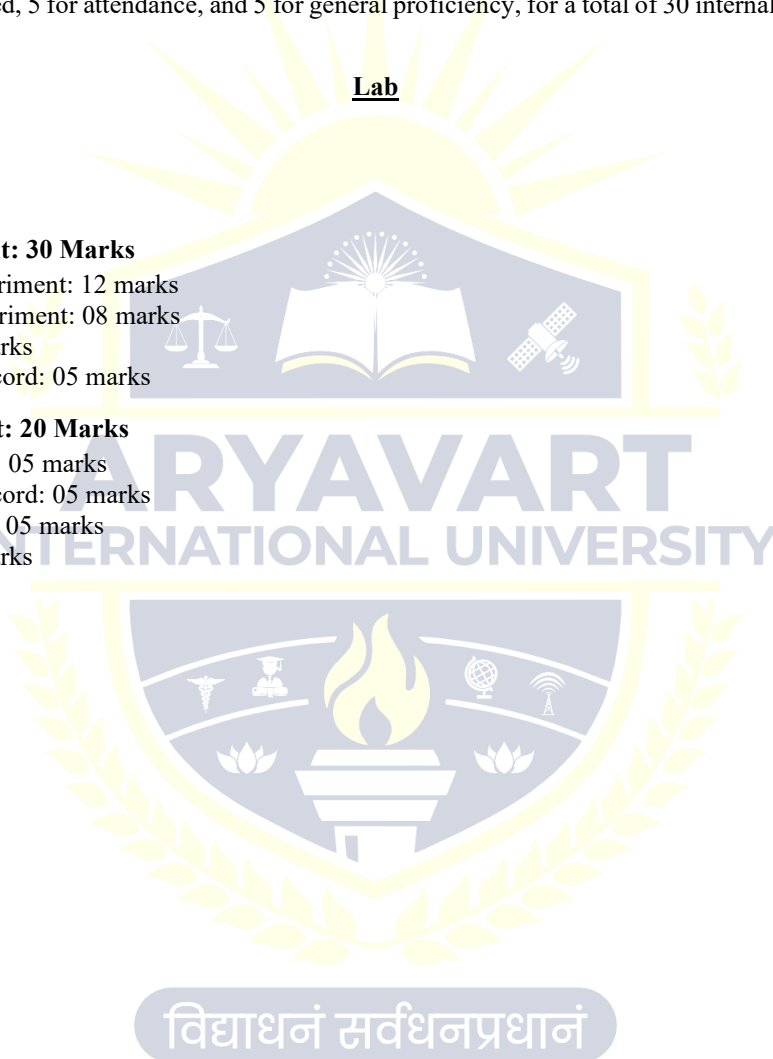 ed, 5 for attendance, and 5 for general proficiency, for a total of 30 internal
Lab
t: 30 Marks
riment: 12 marks
riment: 08 marks
rks
cord: 05 marks
t: 20 Marks
05 marks
cord: 05 marks
05 marks
rks
ARYAVART
INTERNATIONAL UNIVERSITY
विद्याधनं सर्वधनप्रधानं